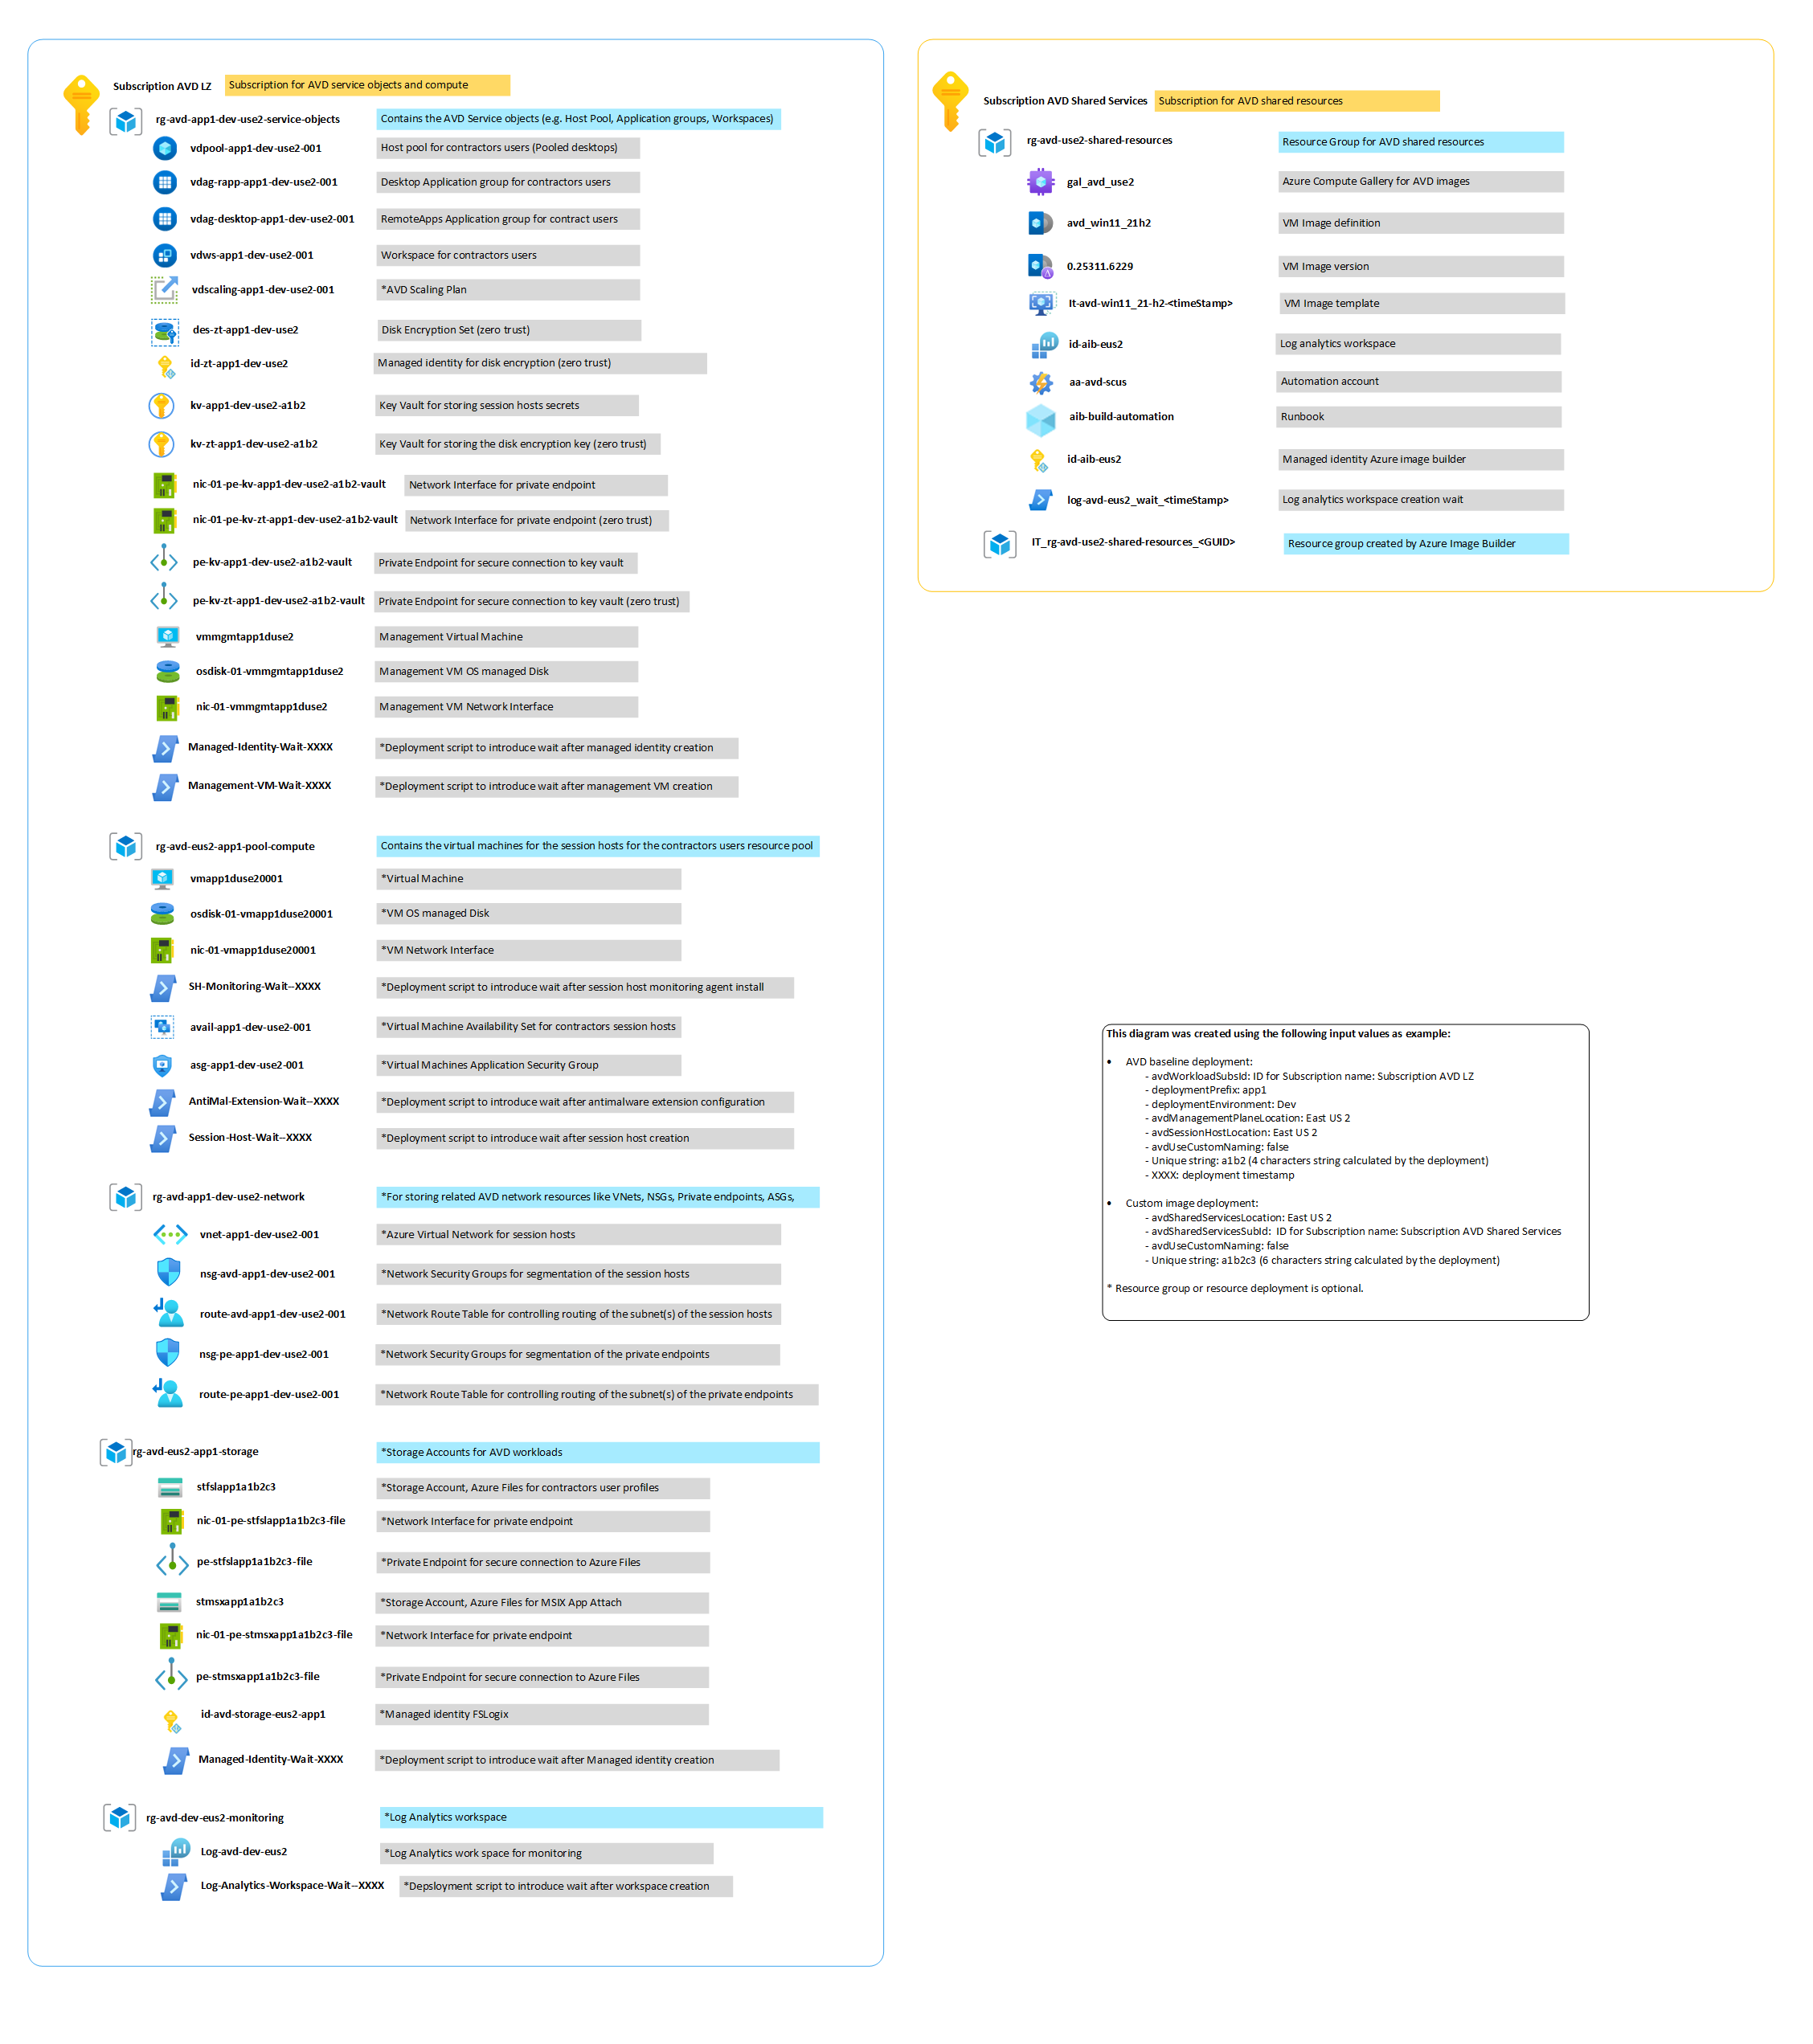 Subscription AVD LZ
Subscription for AVD service objects and compute
rg-avd-app1-dev-use2-service-objects
Contains the AVD Service objects (e.g. Host Pool, Application groups, Workspaces)
vdpool-app1-dev-use2-001
Host pool for contractors users (Pooled desktops)
vdag-rapp-app1-dev-use2-001
Desktop Application group for contractors users
vdag-desktop-app1-dev-use2-001
RemoteApps Application group for contract users
vdws-app1-dev-use2-001
Workspace for contractors users
vdscaling-app1-dev-use2-001
*AVD Scaling Plan
des-zt-app1-dev-use2
Disk Encryption Set (zero trust)
id-zt-app1-dev-use2
Managed identity for disk encryption (zero trust)
kv-app1-dev-use2-a1b2
Key Vault for storing session hosts secrets
kv-zt-app1-dev-use2-a1b2
Key Vault for storing the disk encryption key (zero trust)
nic-01-pe-kv-app1-dev-use2-a1b2-vault
Network Interface for private endpoint
nic-01-pe-kv-zt-app1-dev-use2-a1b2-vault
Network Interface for private endpoint (zero trust)
pe-kv-app1-dev-use2-a1b2-vault
Private Endpoint for secure connection to key vault
pe-kv-zt-app1-dev-use2-a1b2-vault
Private Endpoint for secure connection to key vault (zero trust)
vmmgmtapp1duse2
Management Virtual Machine
osdisk-01-vmmgmtapp1duse2
Management VM OS managed Disk
nic-01-vmmgmtapp1duse2
Management VM Network Interface
Managed-Identity-Wait-XXXX
*Deployment script to introduce wait after managed identity creation
Management-VM-Wait-XXXX
*Deployment script to introduce wait after management VM creation
rg-avd-eus2-app1-pool-compute
Contains the virtual machines for the session hosts for the contractors users resource pool
vmapp1duse20001
*Virtual Machine
osdisk-01-vmapp1duse20001
*VM OS managed Disk
nic-01-vmapp1duse20001
*VM Network Interface
SH-Monitoring-Wait--XXXX
*Deployment script to introduce wait after session host monitoring agent install
avail-app1-dev-use2-001
*Virtual Machine Availability Set for contractors session hosts
asg-app1-dev-use2-001
*Virtual Machines Application Security Group
AntiMal-Extension-Wait--XXXX
*Deployment script to introduce wait after antimalware extension configuration
Session-Host-Wait--XXXX
*Deployment script to introduce wait after session host creation
rg-avd-app1-dev-use2-network
*For storing related AVD network resources like VNets, NSGs, Private endpoints, ASGs,
vnet-app1-dev-use2-001
*Azure Virtual Network for session hosts
nsg-avd-app1-dev-use2-001
*Network Security Groups for segmentation of the session hosts
route-avd-app1-dev-use2-001
*Network Route Table for controlling routing of the subnet(s) of the session hosts
nsg-pe-app1-dev-use2-001
*Network Security Groups for segmentation of the private endpoints
route-pe-app1-dev-use2-001
*Network Route Table for controlling routing of the subnet(s) of the private endpoints
rg-avd-eus2-app1-storage
*Storage Accounts for AVD workloads
stfslapp1a1b2c3
*Storage Account, Azure Files for contractors user profiles
nic-01-pe-stfslapp1a1b2c3-file
*Network Interface for private endpoint
pe-stfslapp1a1b2c3-file
*Private Endpoint for secure connection to Azure Files
stmsxapp1a1b2c3
*Storage Account, Azure Files for MSIX App Attach
nic-01-pe-stmsxapp1a1b2c3-file
*Network Interface for private endpoint
pe-stmsxapp1a1b2c3-file
*Private Endpoint for secure connection to Azure Files
id-avd-storage-eus2-app1
*Managed identity FSLogix
Managed-Identity-Wait-XXXX
*Deployment script to introduce wait after Managed identity creation
rg-avd-dev-eus2-monitoring
*Log Analytics workspace
Log-avd-dev-eus2
*Log Analytics work space for monitoring
Log-Analytics-Workspace-Wait--XXXX
*Depsloyment script to introduce wait after workspace creation
Subscription AVD Shared Services
Subscription for AVD shared resources
rg-avd-use2-shared-resources
Resource Group for AVD shared resources
gal_avd_use2
Azure Compute Gallery for AVD images
avd_win11_21h2
VM Image definition
0.25311.6229
VM Image version
It-avd-win11_21-h2-<timeStamp>
VM Image template
id-aib-eus2
Log analytics workspace
aa-avd-scus
Automation account
aib-build-automation
Runbook
id-aib-eus2
Managed identity Azure image builder
log-avd-eus2_wait_<timeStamp>
Log analytics workspace creation wait
IT_rg-avd-use2-shared-resources_<GUID>
Resource group created by Azure Image Builder
This diagram was created using the following input values as example:
• AVD baseline deployment:
- avdWorkloadSubsId: ID for Subscription name: Subscription AVD LZ
- deploymentPrefix: app1
- deploymentEnvironment: Dev
- avdManagementPlaneLocation: East US 2
- avdSessionHostLocation: East US 2
- avdUseCustomNaming: false
- Unique string: a1b2 (4 characters string calculated by the deployment)
- XXXX: deployment timestamp
• Custom image deployment:
- avdSharedServicesLocation: East US 2
- avdSharedServicesSubId: ID for Subscription name: Subscription AVD Shared Services
- avdUseCustomNaming: false
- Unique string: a1b2c3 (6 characters string calculated by the deployment)
* Resource group or resource deployment is optional.